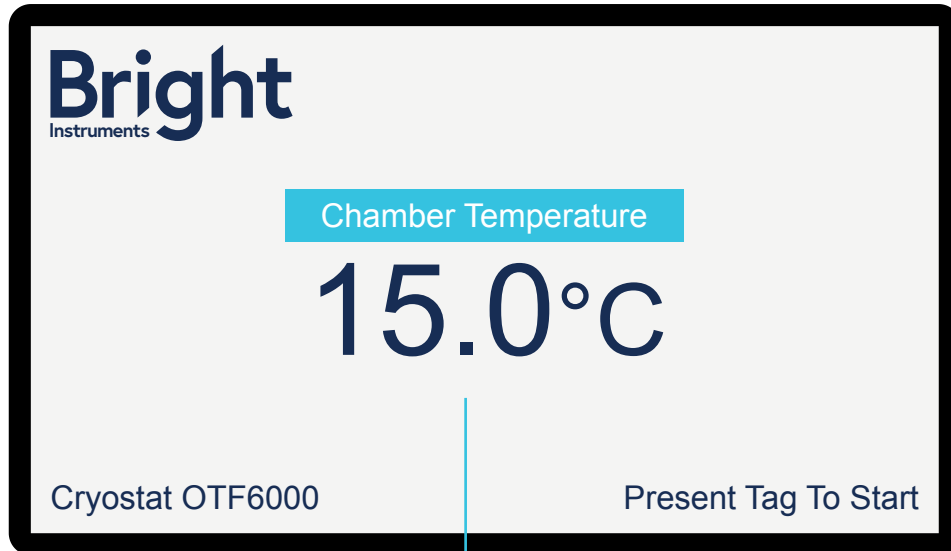 Bright
Instruments
Chamber Temperature
15.0°C
Cryostat OTF6000
Present Tag To Start